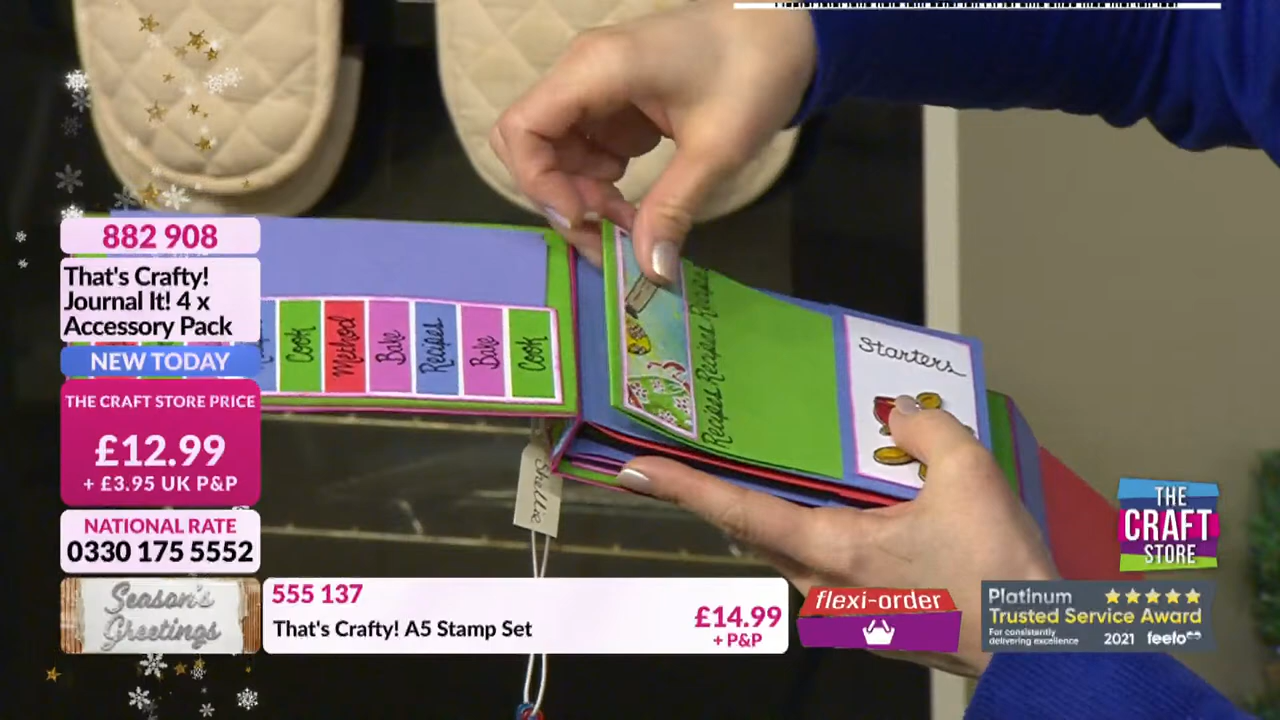 882 908
That's Crafty!
Journal It! 4 x
Accessory Pack
NEW TODAY
THE CRAFT STORE PRICE
£12.99
+ £3.95 UK P&P
NATIONAL RATE
0330 175 5552
Season's
Greetings
555 137
That's Crafty! A5 Stamp Set
£14.99
+ P&P
flexi-order
Platinum
Trusted Service Award
For consistently
delivering excellence
2021 feefo
THE
CRAFT
STORE
Cook
Method
Bake
Recipes
Bake
Cook
Recipes Recipes Recipes
Starters
Shellie